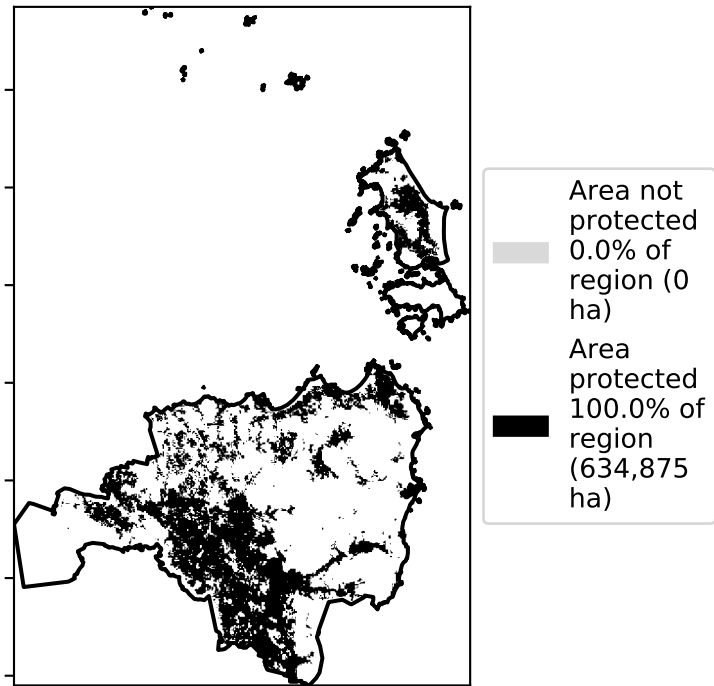 Area not
protected
0.0% of
region (0
ha)
Area
protected
100.0% of
region
(634,875
ha)